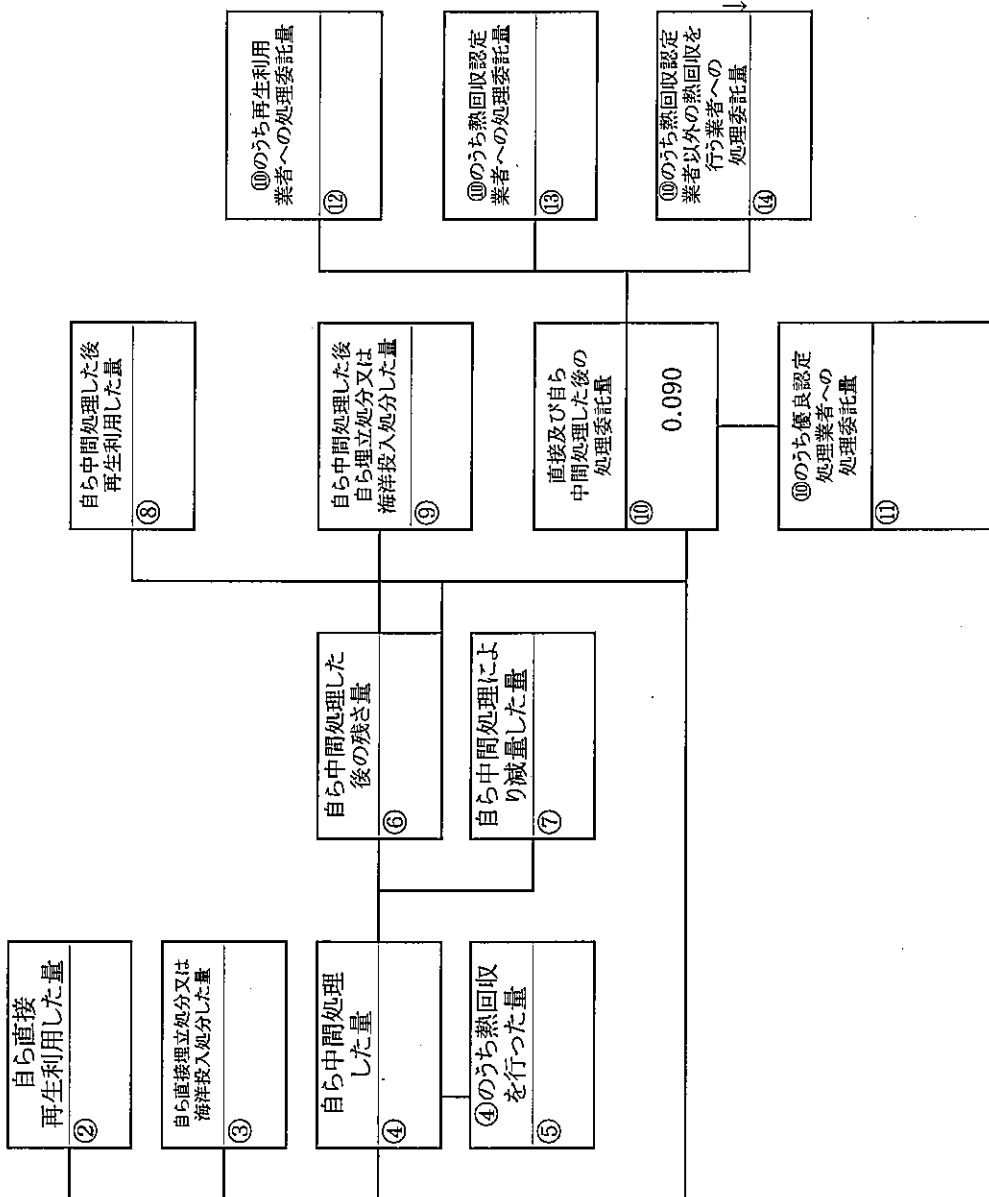 自ら直接
再生利用した量
②
自ら直接埋立処分又は
海洋投入処分した量
③
自ら中間処理
した量
④
④のうち熱回収
を行った量
⑤
自ら中間処理した
後の残さ量
⑥
自ら中間処理によ
り減量した量
⑦
自ら中間処理した後
再生利用した量
⑧
自ら中間処理した後
自ら埋立処分又は
海洋投入処分した量
⑨
直接及び自ら
中間処理した後の
処理委託量
⑩
0.090
⑩のうち優良認定
処理業者への
処理委託量
⑪
⑩のうち再生利用
業者への処理委託量
⑫
⑩のうち熱回収認定
業者への処理委託量
⑬
⑩のうち熱回収認定
業者以外の熱回収を
行う業者への
処理委託量
⑭